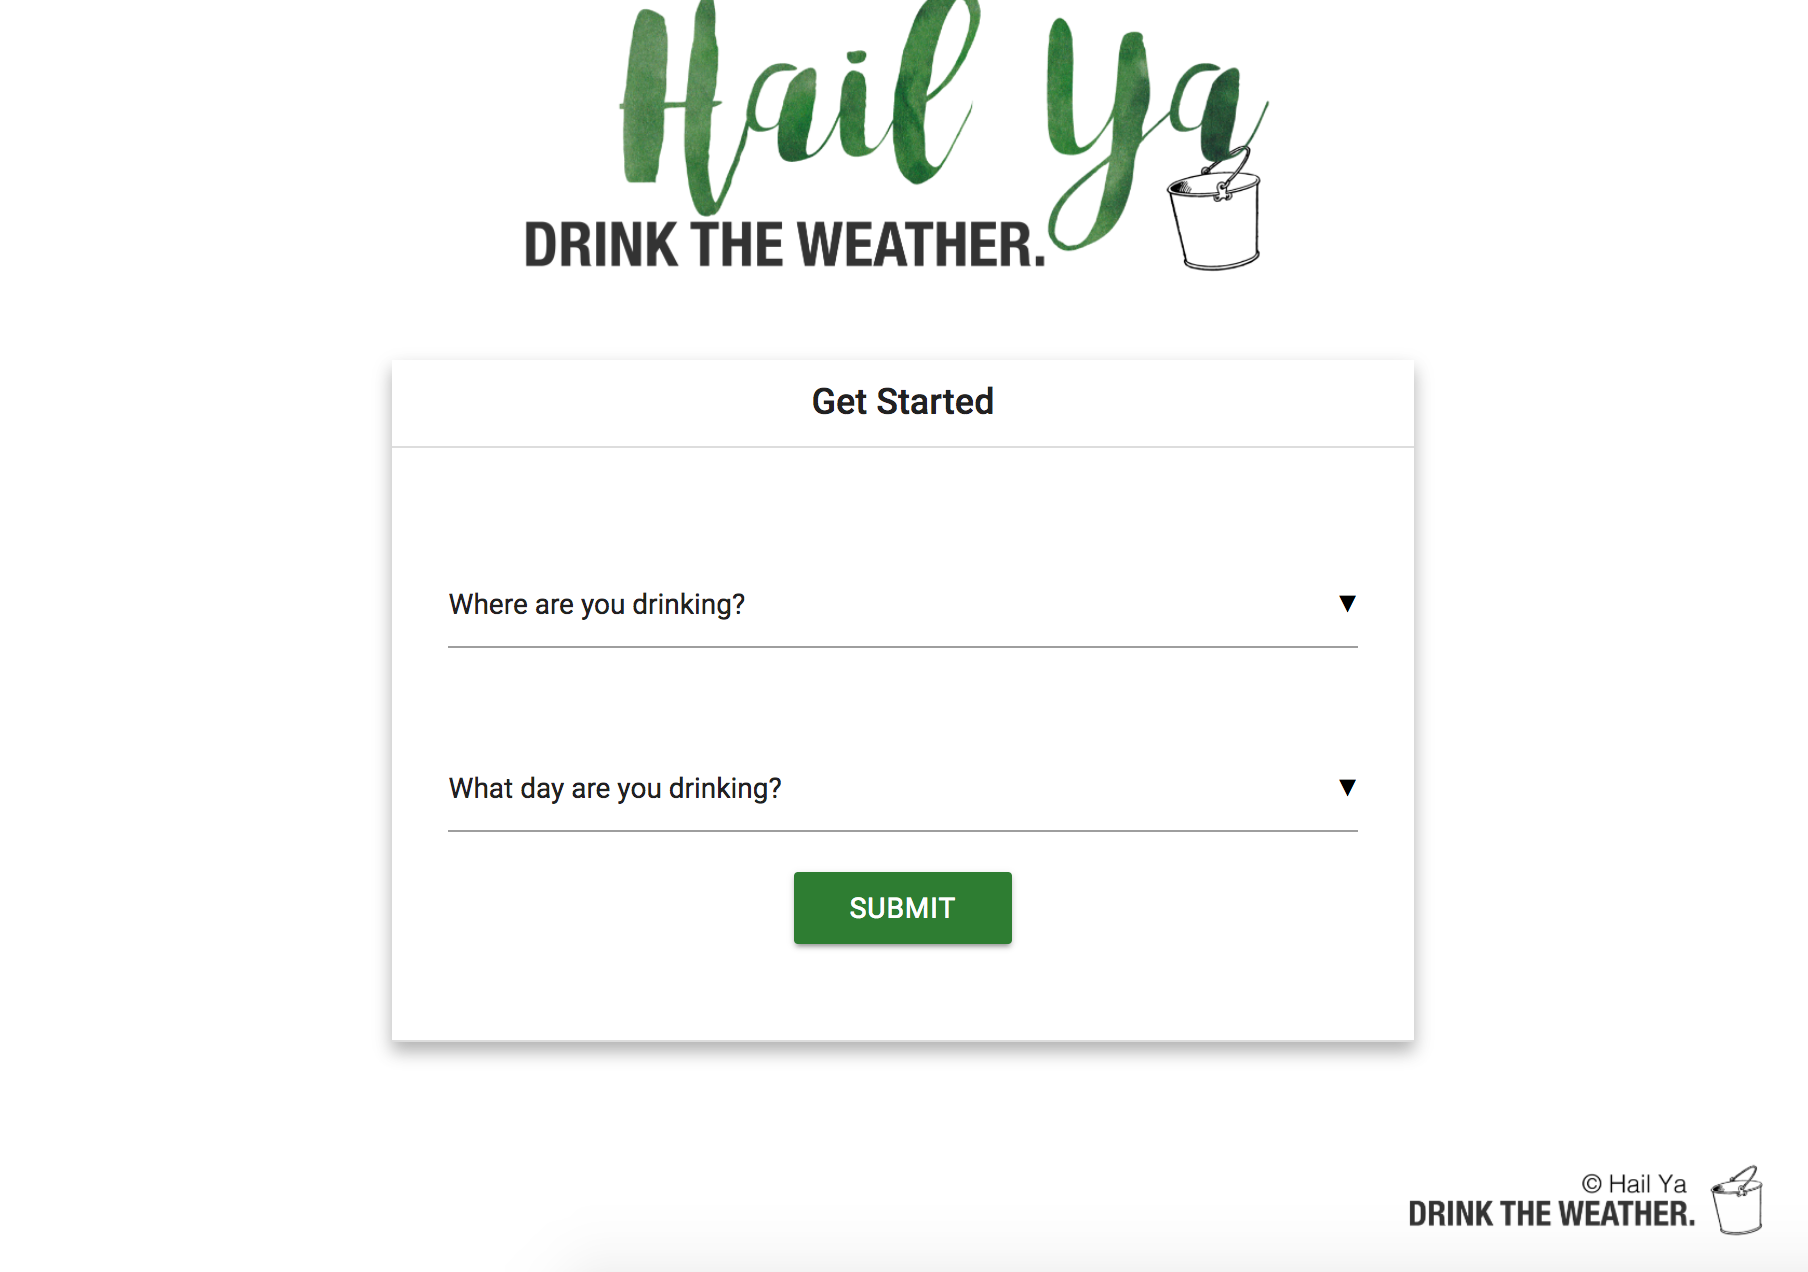 Hail Ya
DRINK THE WEATHER.
Get Started
Where are you drinking? ▼
What day are you drinking? ▼
SUBMIT
© Hail Ya
DRINK THE WEATHER.